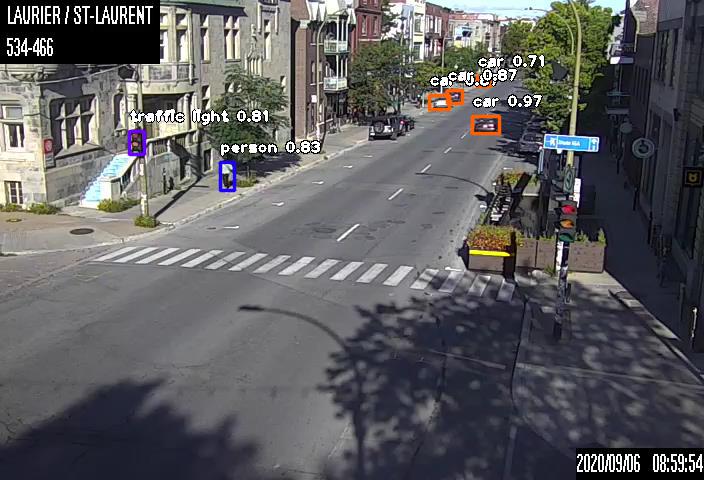 LAURIER / ST-LAURENT
534-466
car 0.71
car 0.87
car 0.97
traffic light 0.81
person 0.83
2020/09/06 08:59:54